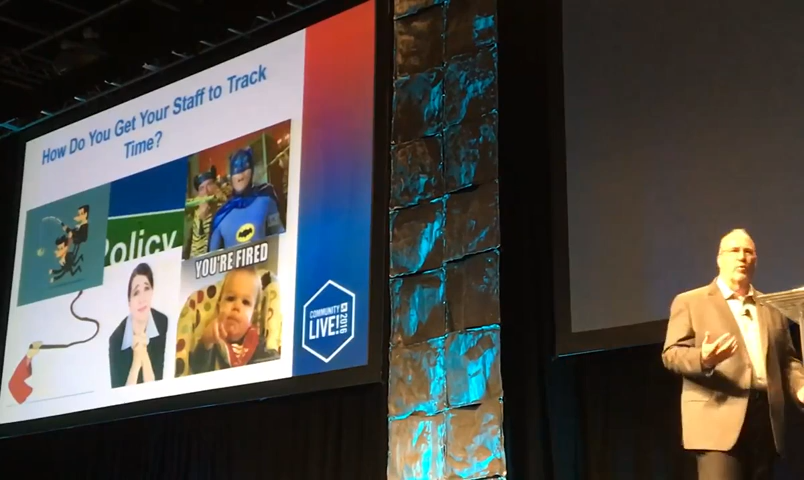 How Do You Get Your Staff to Track
Time?
Policy
YOU'RE FIRED
COMMUNITY
LIVE!
2016